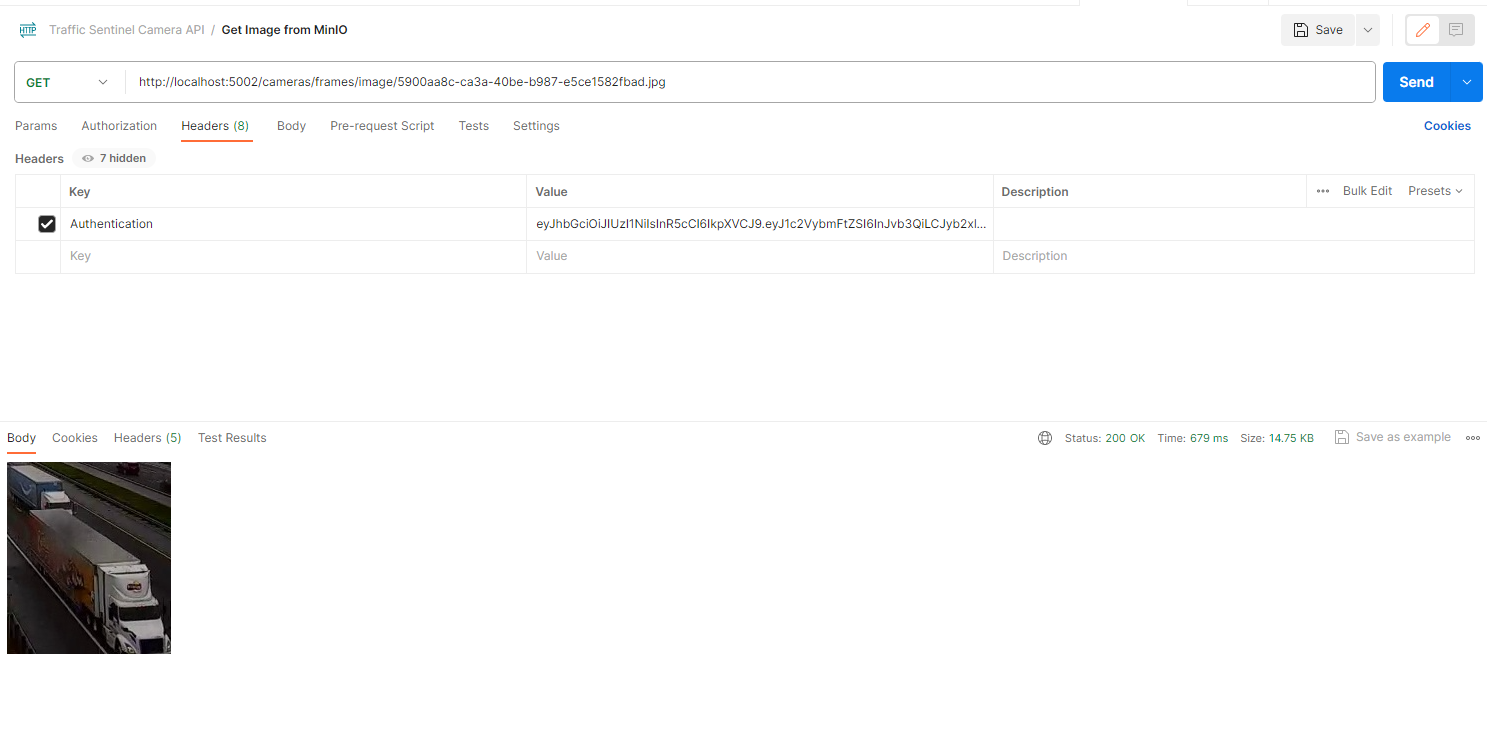 HTTP Traffic Sentinel Camera API / Get Image from MinIO Save
GET http://localhost:5002/cameras/frames/image/5900aa8c-ca3a-40be-b987-e5ce1582fbad.jpg Send
Params Authorization Headers (8) Body Pre-request Script Tests Settings Cookies
Headers 7 hidden
Key Value Description ••• Bulk Edit Presets
Authentication eyJhbGciOiJIUzI1NiIsInR5cCI6IkpXVCJ9.eyJ1c2VybmFtZSI6InJvb3QiLCJyb2xl...
Key Value Description
Body Cookies Headers (5) Test Results Status: 200 OK Time: 679 ms Size: 14.75 KB Save as example